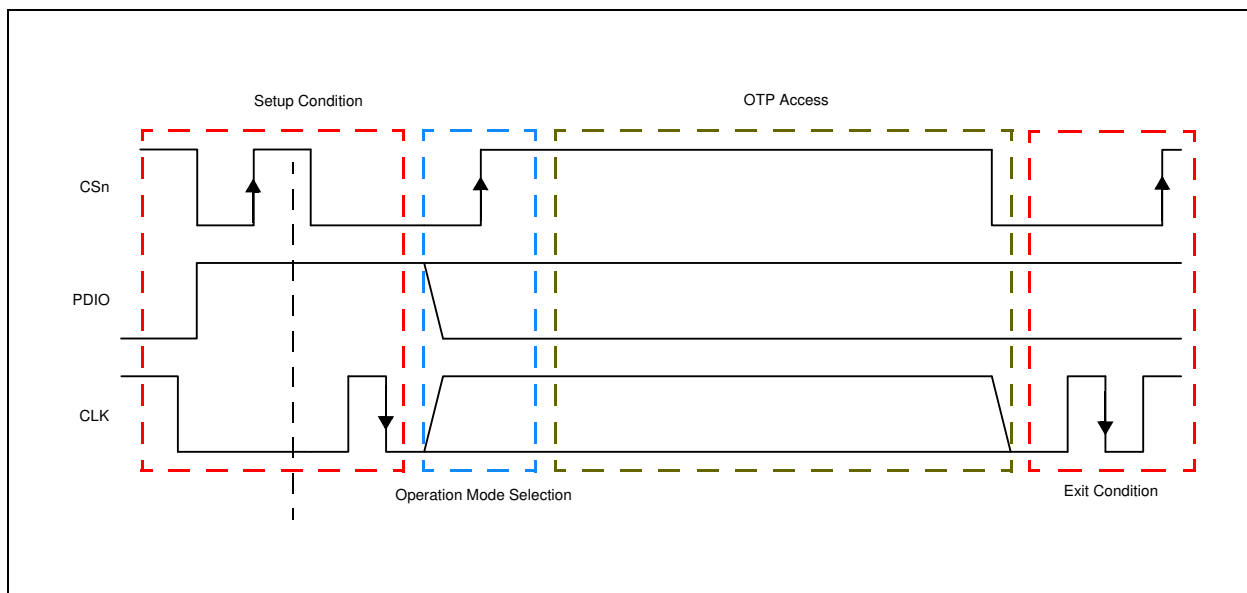 Setup Condition
OTP Access
CSn
PDIO
CLK
Operation Mode Selection
Exit Condition